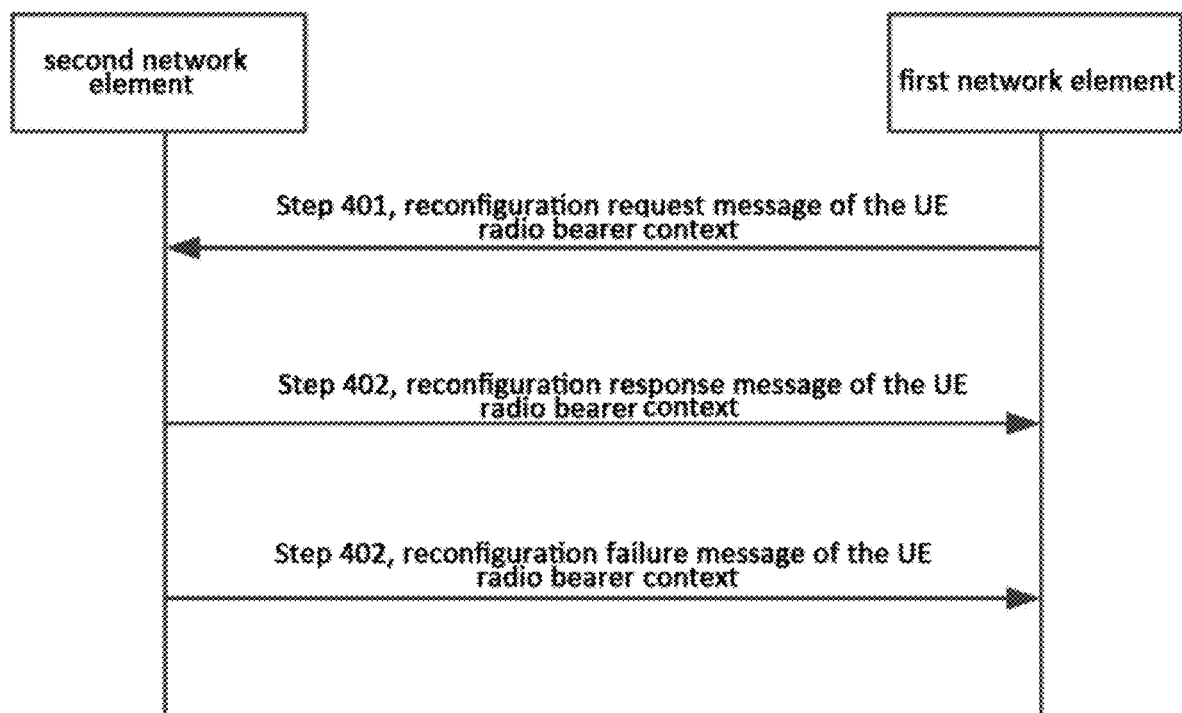 second network
element
first network element
Step 401, reconfiguration request message of the UE
radio bearer context
Step 402, reconfiguration response message of the UE
radio bearer context
Step 402, reconfiguration failure message of the UE
radio bearer context